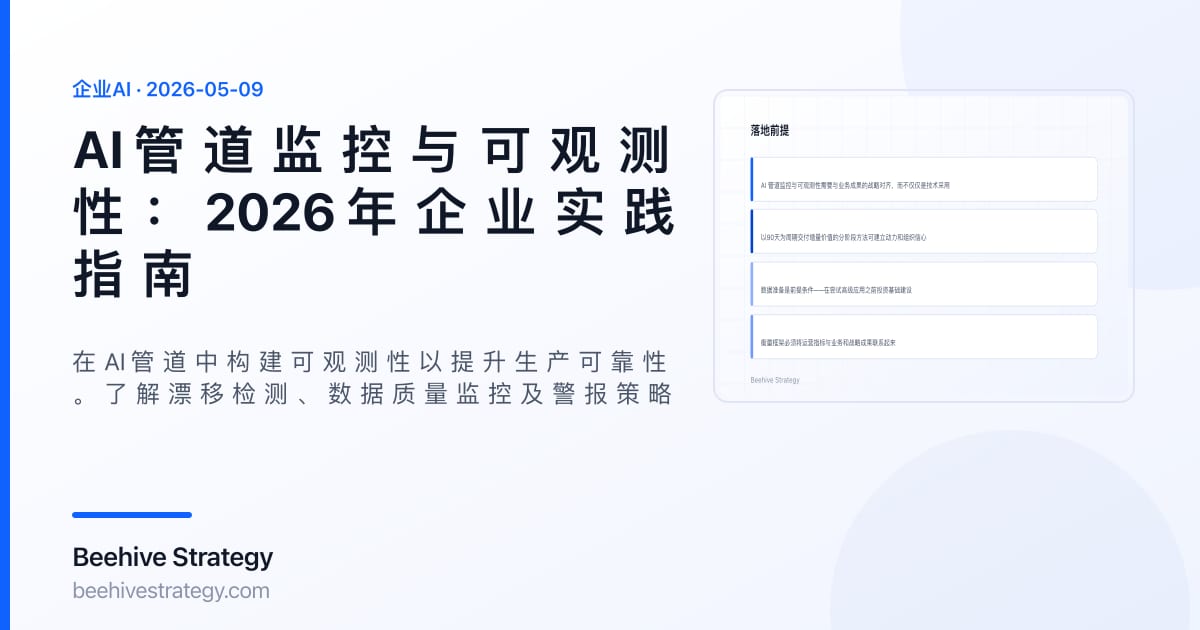 企业AI · 2026-05-09
AI管道监控与可观测
性：2026年企业实践
指南
在AI管道中构建可观测性以提升生产可靠性
。了解漂移检测、数据质量监控及警报策略
Beehive Strategy
beehivestrategy.com
落地前提
AI 管道监控与可观测性需要与业务成果的战略对齐，而不仅仅是技术采用
以90天为周期交付增量价值的分阶段方法可建立动力和组织信心
数据准备是前提条件——在尝试高级应用之前投资基础建设
衡量框架必须将运营指标与业务和战略成果联系起来
Beehive Strategy